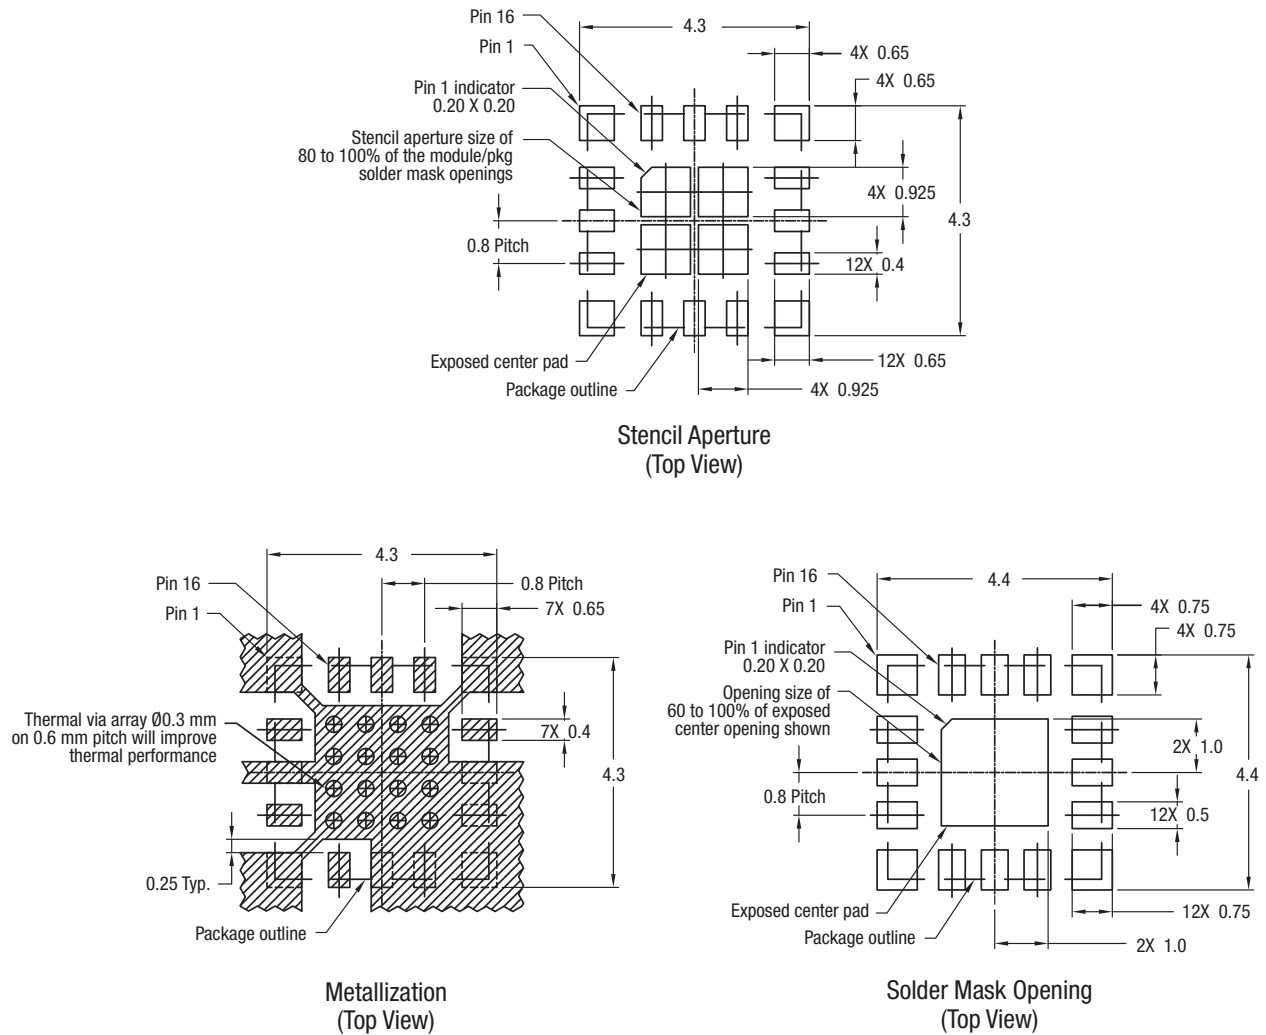 Pin 16
4.3
Pin 1
4X 0.65
4X 0.65
Pin 1 indicator
0.20 X 0.20
Stencil aperture size of
80 to 100% of the module/pkg
solder mask openings
4X 0.925
4.3
0.8 Pitch
12X 0.4
Exposed center pad
12X 0.65
Package outline
4X 0.925
Stencil Aperture
(Top View)
4.3
Pin 16
0.8 Pitch
Pin 1
7X 0.65
Thermal via array Ø0.3 mm
on 0.6 mm pitch will improve
thermal performance
7X 0.4
4.3
0.25 Typ.
Package outline
Metallization
(Top View)
Pin 16
4.4
Pin 1
4X 0.75
4X 0.75
Pin 1 indicator
0.20 X 0.20
Opening size of
60 to 100% of exposed
center opening shown
2X 1.0
4.4
0.8 Pitch
12X 0.5
Exposed center pad
12X 0.75
Package outline
2X 1.0
Solder Mask Opening
(Top View)